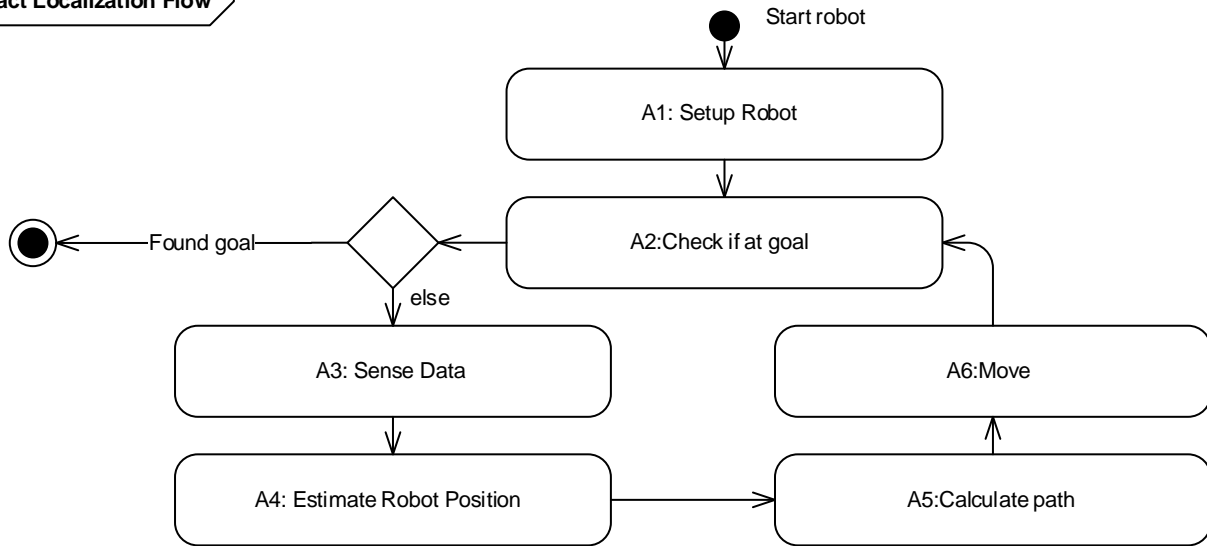 act Localization Flow
Start robot
A1: Setup Robot
A2:Check if at goal
Found goal
else
A3: Sense Data
A6:Move
A4: Estimate Robot Position
A5:Calculate path